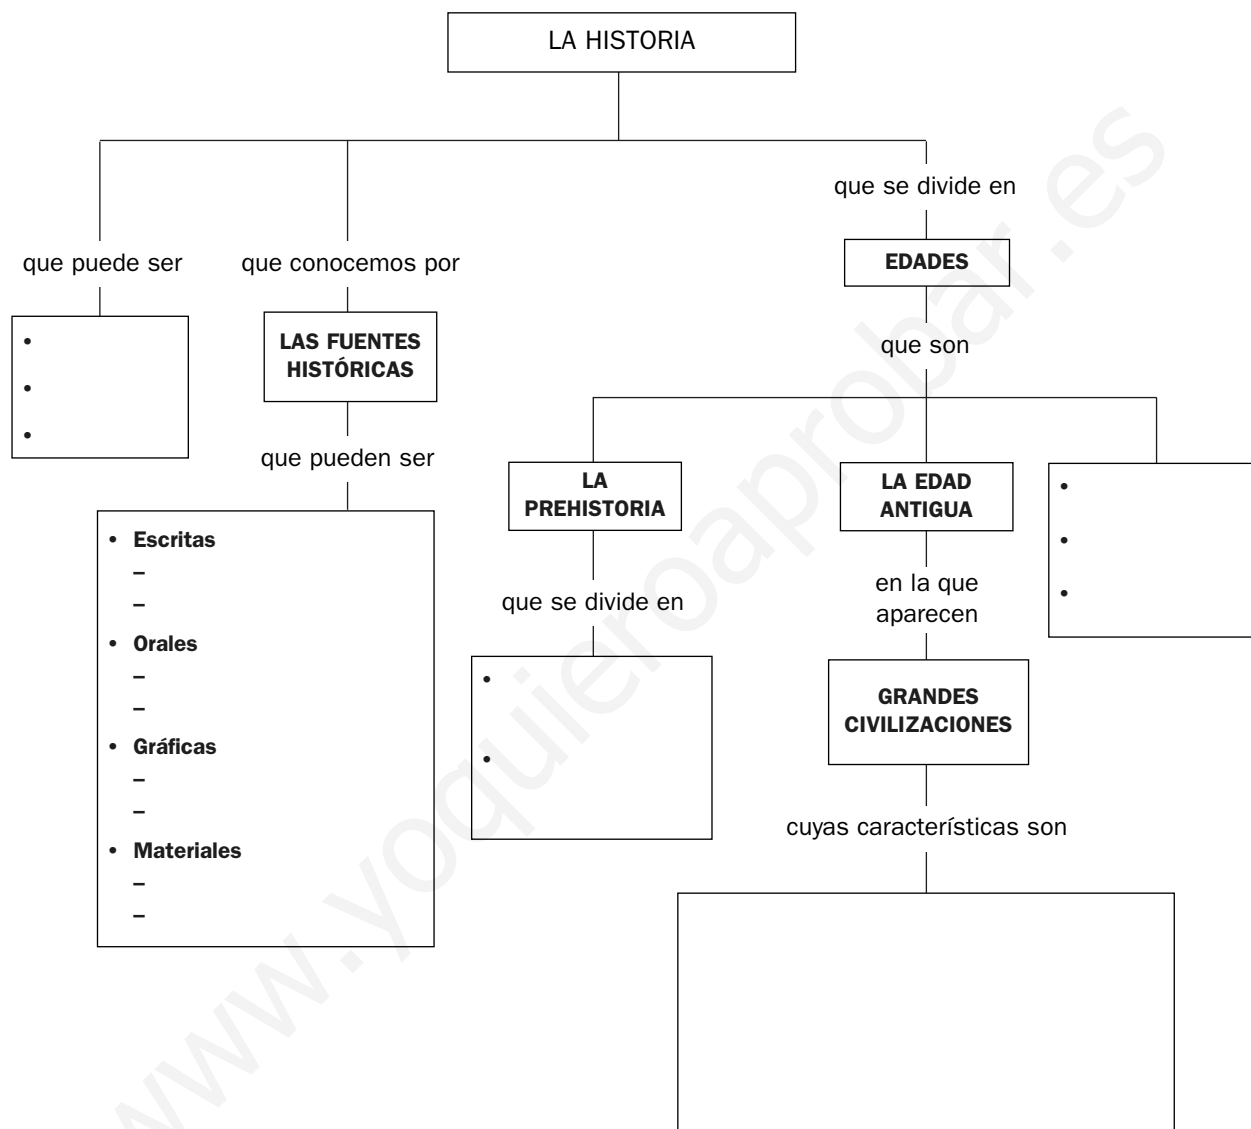 LA HISTORIA
que puede ser
•
•
•
que conocemos por
LAS FUENTES
HISTÓRICAS
que pueden ser
• Escritas
–
–
• Orales
–
–
• Gráficas
–
–
• Materiales
–
–
que se divide en
EDADES
que son
LA
PREHISTORIA
que se divide en
•
•
LA EDAD
ANTIGUA
en la que
aparecen
GRANDES
CIVILIZACIONES
cuyas características son
•
•
•
www.yoquieroaprobar.es